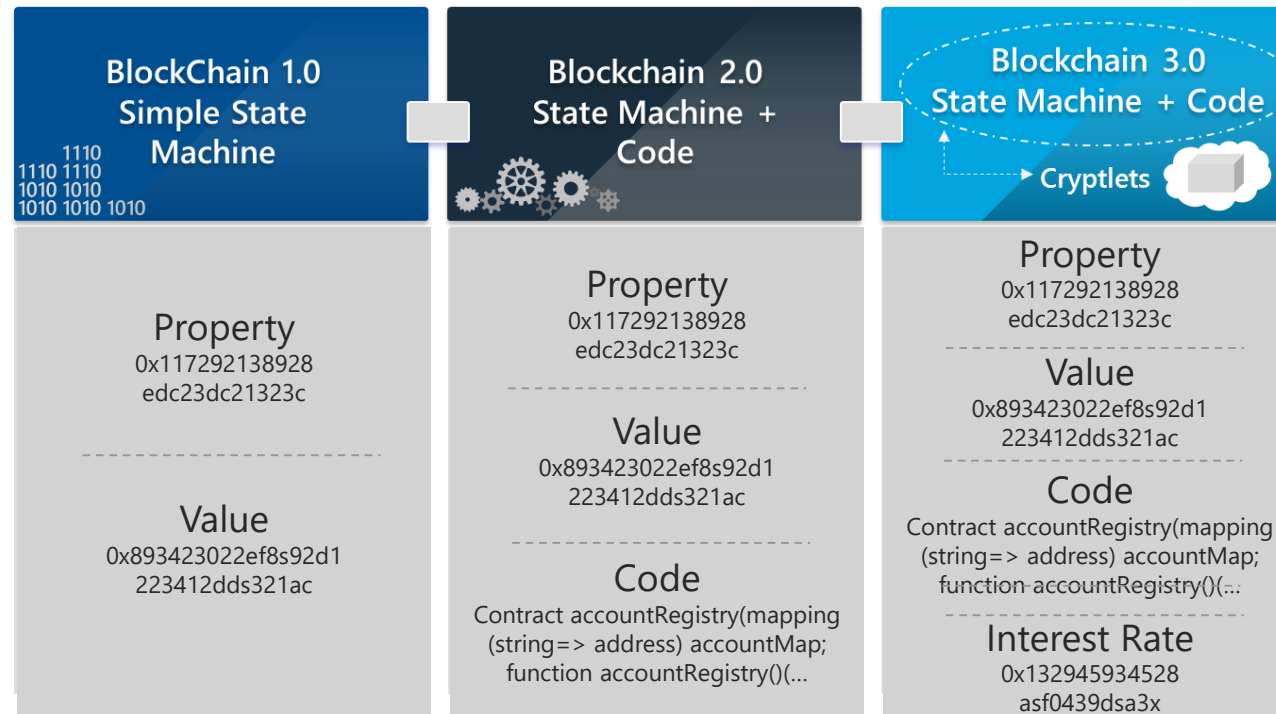 BlockChain 1.0
Simple State
Machine
1110
1110 1110
1010 1010
1010 1010 1010
Property
0x117292138928
edc23dc21323c
Value
0x893423022ef8s92d1
223412dds321ac
Blockchain 2.0
State Machine +
Code
Property
0x117292138928
edc23dc21323c
Value
0x893423022ef8s92d1
223412dds321ac
Code
Contract accountRegistry(mapping
(string=> address) accountMap;
function accountRegistry()(...
Blockchain 3.0
State Machine + Code
Cryptlets
Property
0x117292138928
edc23dc21323c
Value
0x893423022ef8s92d1
223412dds321ac
Code
Contract accountRegistry(mapping
(string=> address) accountMap;
function accountRegistry()(...
Interest Rate
0x132945934528
asf0439dsa3x